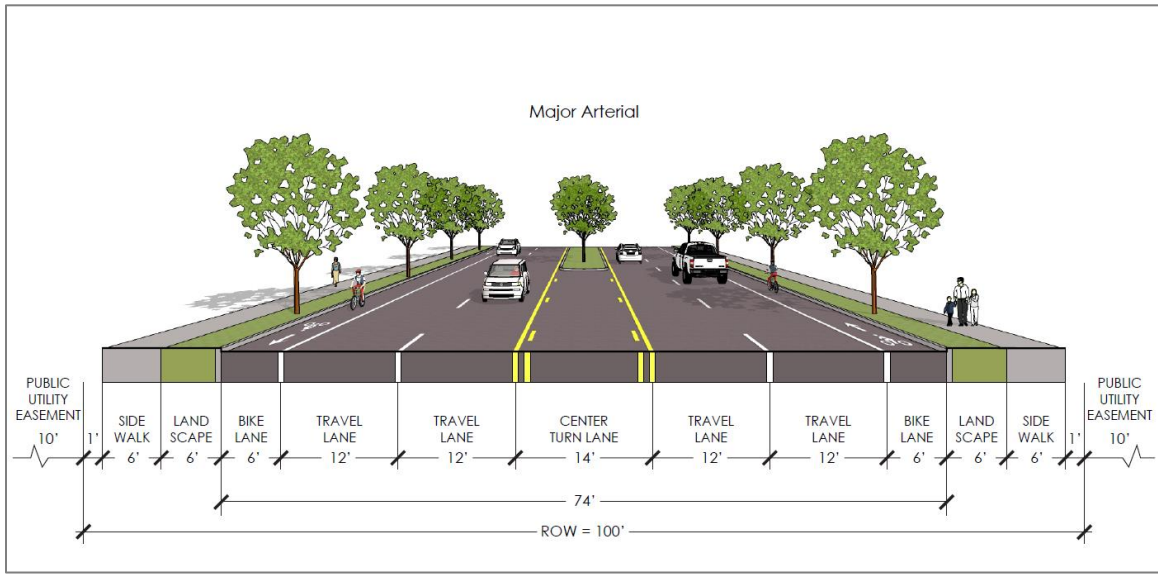 Major Arterial
PUBLIC
UTILITY
EASEMENT
10'
1'
SIDE
WALK
6'
LAND
SCAPE
6'
BIKE
LANE
6'
TRAVEL
LANE
12'
TRAVEL
LANE
12'
CENTER
TURN LANE
14'
TRAVEL
LANE
12'
TRAVEL
LANE
12'
BIKE
LANE
6'
LAND
SCAPE
6'
SIDE
WALK
6'
1'
PUBLIC
UTILITY
EASEMENT
10'
74'
ROW = 100'